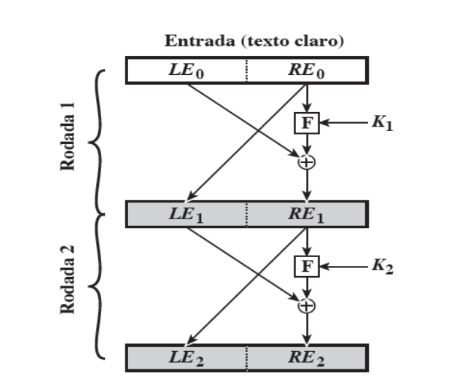 Entrada (texto claro)
LE0 RE0
Rodada 1
F K1
+
LE1 RE1
Rodada 2
F K2
+
LE2 RE2